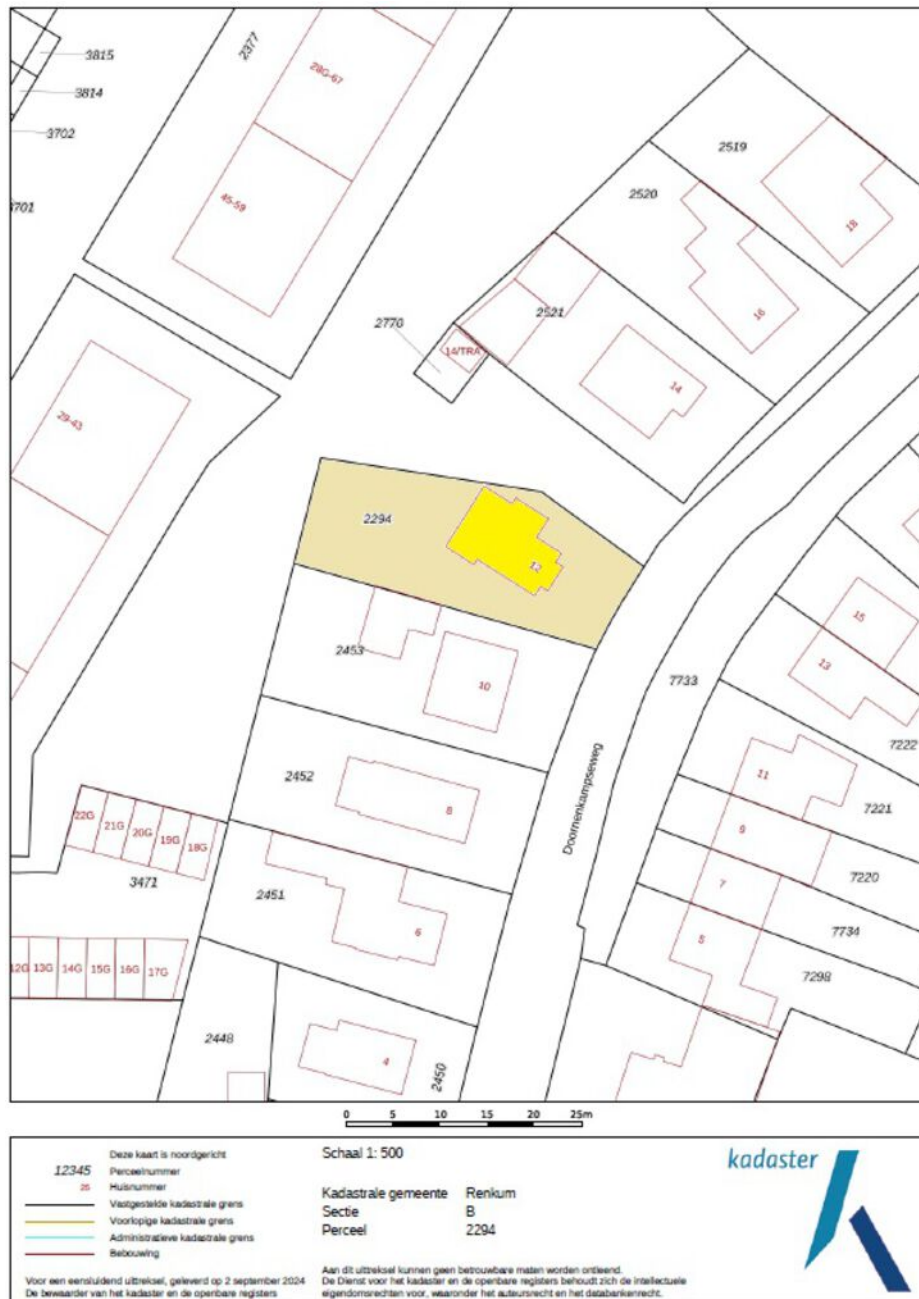 3815
3814
3702
3701
2377
28G-67
45-59
2519
2520
18
16
2521
2770
14/TRA
14
29-43
2294
12
2453
10
7733
15
13
7222
2452
8
11
7221
9
7220
22G
21G
20G
19G
18G
3471
2451
6
7
7734
5
7298
12G
13G
14G
15G
16G
17G
2448
4
2450
Doornenkampseweg
0 5 10 15 20 25m
Deze kaart is noordgericht
12345 Perceelnummer
25 Huisnummer
Vastgestelde kadastrale grens
Voorlopige kadastrale grens
Administratieve kadastrale grens
Bebouwing
Voor een eensluidend uittreksel, geleverd op 2 september 2024
De bewaarder van het kadaster en de openbare registers
Schaal 1: 500
Kadastrale gemeente Renkum
Sectie B
Perceel 2294
Aan dit uittreksel kunnen geen betrouwbare maten worden ontleend.
De Dienst voor het kadaster en de openbare registers behoudt zich de intellectuele
eigendomsrechten voor, waaronder het auteursrecht en het databankenrecht.
kadaster